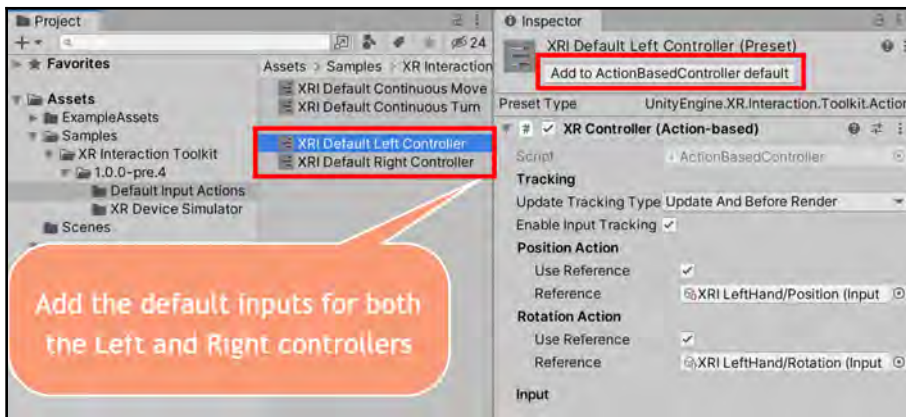 Project
24
Favorites
Assets > Samples > XR Interaction
XRI Default Continuous Move
XRI Default Continuous Turn
XRI Default Left Controller
XRI Default Right Controller
Assets
ExampleAssets
Samples
XR Interaction Toolkit
1.0.0-pre.4
Default Input Actions
XR Device Simulator
Scenes
Add the default inputs for both
the Left and Right controllers
Inspector
XRI Default Left Controller (Preset)
Add to ActionBasedController default
Preset Type UnityEngine.XR.Interaction.Toolkit.Action
# XR Controller (Action-based)
Script ActionBasedController
Tracking
Update Tracking Type Update And Before Render
Enable Input Tracking
Position Action
Use Reference
Reference XRI LeftHand/Position (Input
Rotation Action
Use Reference
Reference XRI LeftHand/Rotation (Input
Input